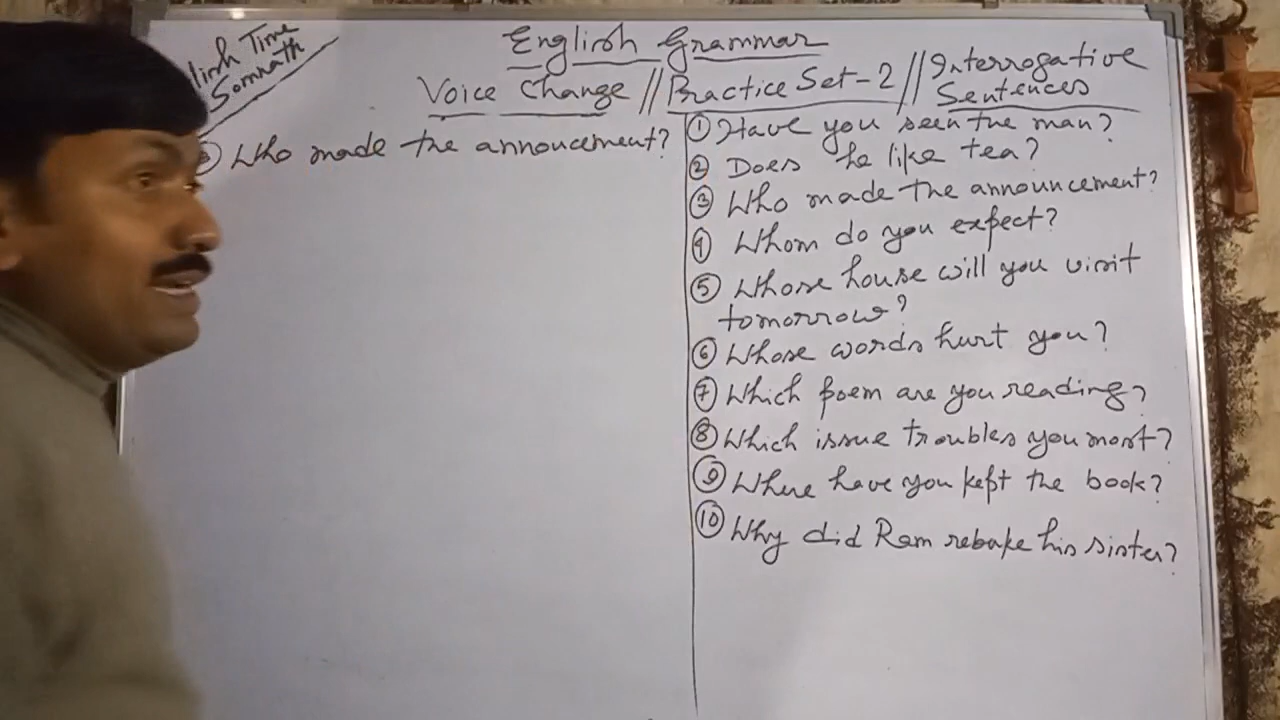 lish Time
Somnath
English Grammar
Voice Change // Practice Set-2 // Interrogative Sentences
Who made the annoucement?
① Have you seen the man?
② Does he like tea?
③ Who made the announcement?
④ Whom do you expect?
⑤ Whose house will you visit
tomorrow?
⑥ Whose words hurt you?
⑦ Which poem are you reading?
⑧ Which issue troubles you most?
⑨ Where have you kept the book?
⑩ Why did Ram rebuke his sister?